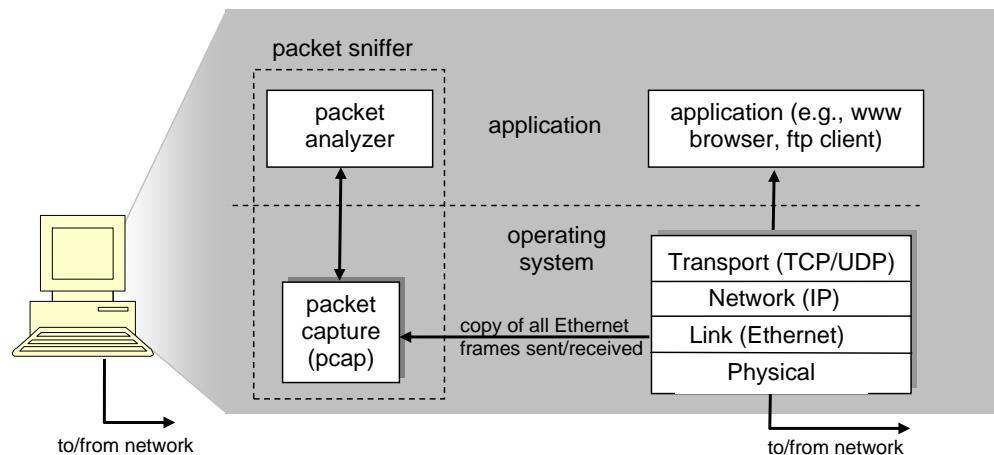 packet sniffer
packet
analyzer
application
application (e.g., www
browser, ftp client)
operating
system
packet
capture
(pcap)
copy of all Ethernet
frames sent/received
Transport (TCP/UDP)
Network (IP)
Link (Ethernet)
Physical
to/from network
to/from network